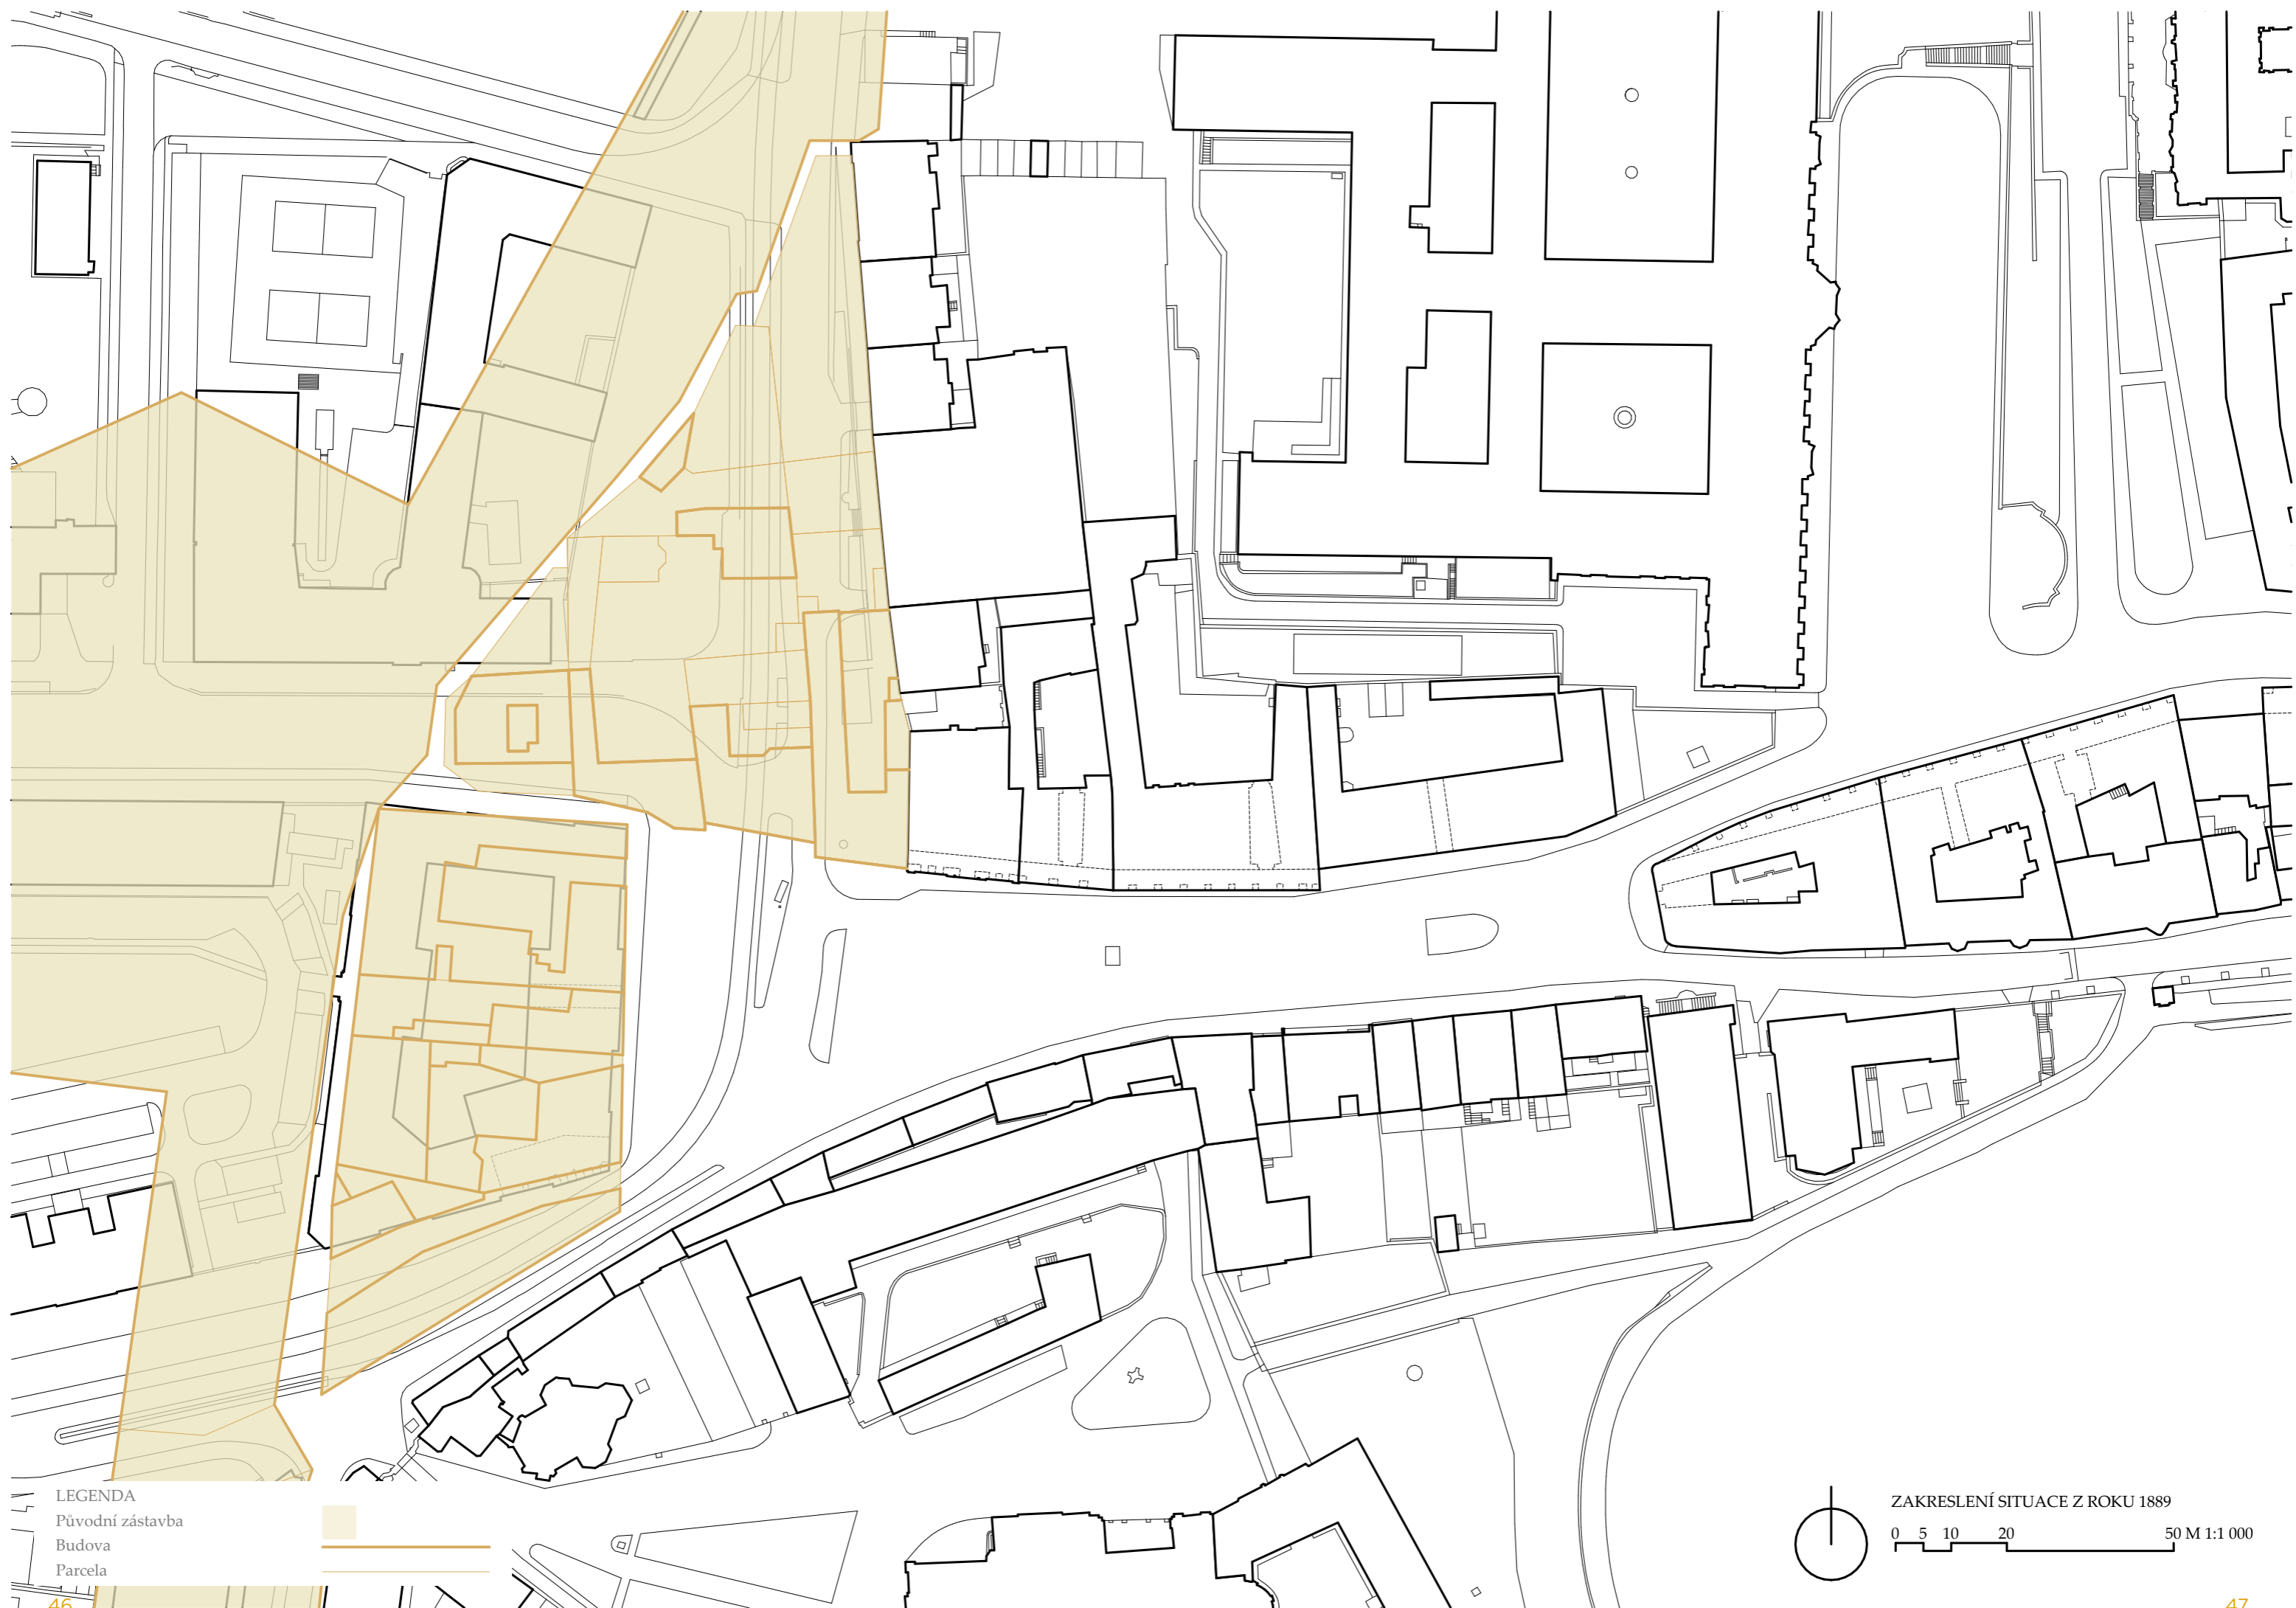 LEGENDA
Původní zástavba
Budova
Parcela
ZAKRESLENÍ SITUACE Z ROKU 1889
0 5 10 20 50 M 1:1 000
46
47